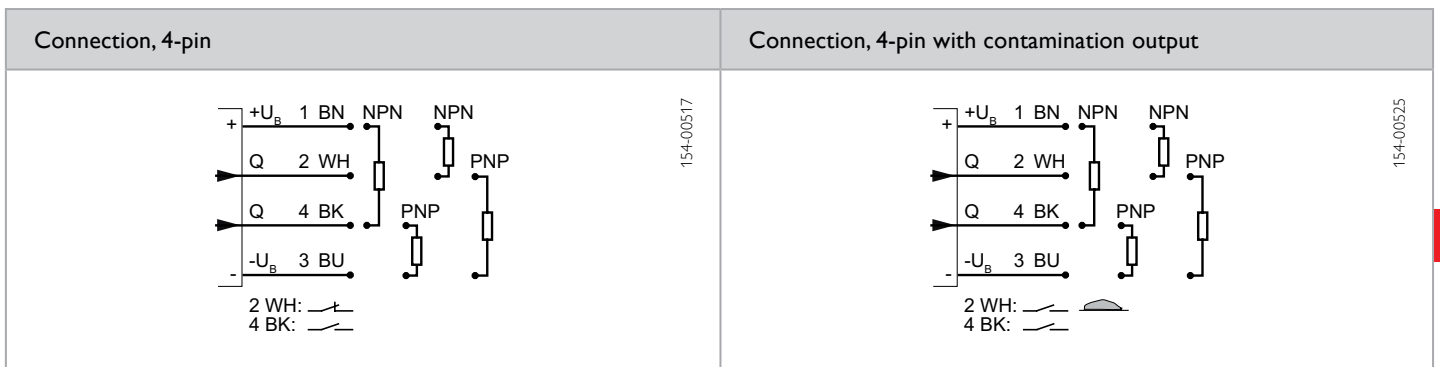 Connection, 4-pin
+U_B 1 BN NPN NPN
+
Q 2 WH PNP
Q 4 BK PNP
-U_B 3 BU
-
2 WH:
4 BK:
154-00517
Connection, 4-pin with contamination output
+U_B 1 BN NPN NPN
+
Q 2 WH PNP
Q 4 BK PNP
-U_B 3 BU
-
2 WH:
4 BK:
154-00525